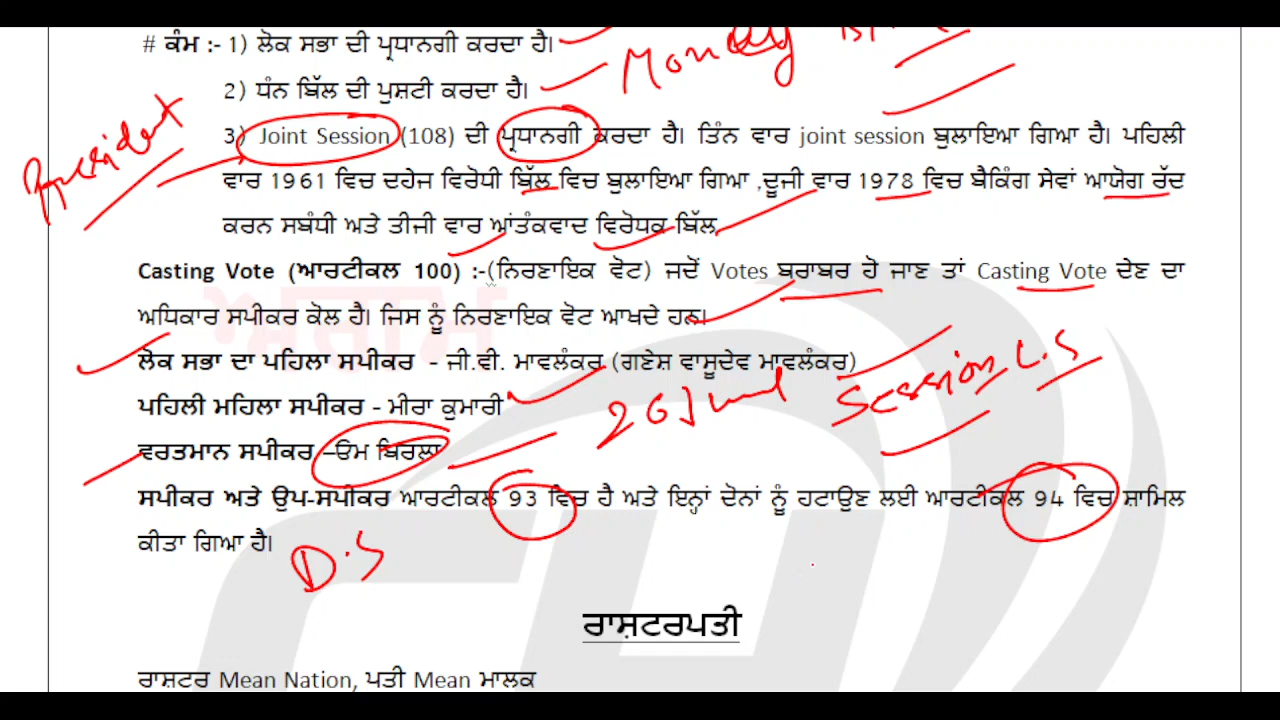 # ਕੰਮ :- 1) ਲੋਕ ਸਭਾ ਦੀ ਪ੍ਰਧਾਨਗੀ ਕਰਦਾ ਹੈ।
2) ਧੰਨ ਬਿੱਲ ਦੀ ਪੁਸ਼ਟੀ ਕਰਦਾ ਹੈ। Money
President
3) Joint Session (108) ਦੀ ਪ੍ਰਧਾਨਗੀ ਕਰਦਾ ਹੈ। ਤਿੰਨ ਵਾਰ joint session ਬੁਲਾਇਆ ਗਿਆ ਹੈ। ਪਹਿਲੀ
ਵਾਰ 1961 ਵਿਚ ਦਹੇਜ ਵਿਰੋਧੀ ਬਿੱਲ ਵਿਚ ਬੁਲਾਇਆ ਗਿਆ ,ਦੂਜੀ ਵਾਰ 1978 ਵਿਚ ਬੈਕਿੰਗ ਸੇਵਾਂ ਆਯੋਗ ਰੱਦ
ਕਰਨ ਸਬੰਧੀ ਅਤੇ ਤੀਜੀ ਵਾਰ ਆਂਤੰਕਵਾਦ ਵਿਰੋਧਕ ਬਿੱਲ
Casting Vote (ਆਰਟੀਕਲ 100) :-(ਨਿਰਣਾਇਕ ਵੋਟ) ਜਦੋਂ Votes ਬਰਾਬਰ ਹੋ ਜਾਣ ਤਾਂ Casting Vote ਦੇਣ ਦਾ
ਅਧਿਕਾਰ ਸਪੀਕਰ ਕੋਲ ਹੈ। ਜਿਸ ਨੂੰ ਨਿਰਣਾਇਕ ਵੋਟ ਆਖਦੇ ਹਨ।
ਲੋਕ ਸਭਾ ਦਾ ਪਹਿਲਾ ਸਪੀਕਰ - ਜੀ.ਵੀ. ਮਾਵਲੰਕਰ (ਗਣੇਸ਼ ਵਾਸੂਦੇਵ ਮਾਵਲੰਕਰ)
ਪਹਿਲੀ ਮਹਿਲਾ ਸਪੀਕਰ - ਮੀਰਾ ਕੁਮਾਰੀ
Session L.S
ਵਰਤਮਾਨ ਸਪੀਕਰ –ਓਮ ਬਿਰਲਾ
ਸਪੀਕਰ ਅਤੇ ਉਪ-ਸਪੀਕਰ ਆਰਟੀਕਲ 93 ਵਿਚ ਹੈ ਅਤੇ ਇਨ੍ਹਾਂ ਦੋਨਾਂ ਨੂੰ ਹਟਾਉਣ ਲਈ ਆਰਟੀਕਲ 94 ਵਿਚ ਸ਼ਾਮਿਲ
ਕੀਤਾ ਗਿਆ ਹੈ।
D.S
ਰਾਸ਼ਟਰਪਤੀ
ਰਾਸ਼ਟਰ Mean Nation, ਪਤੀ Mean ਮਾਲਕ